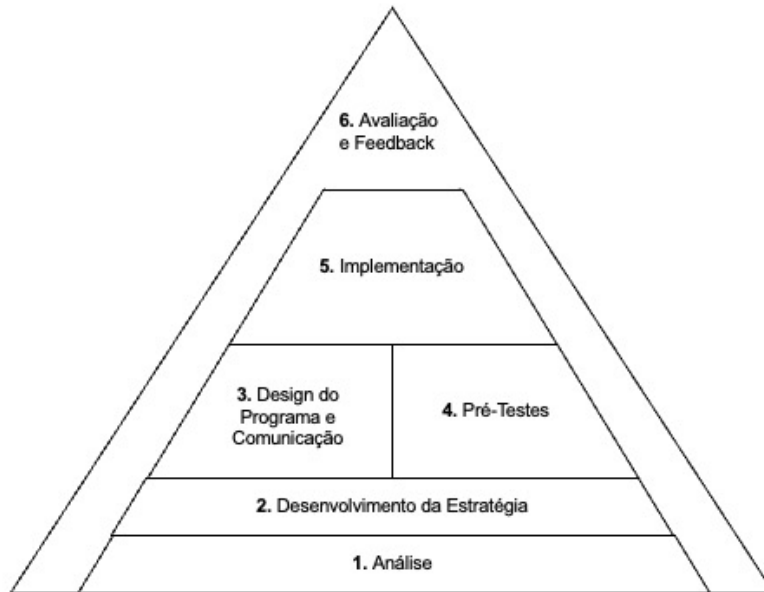 6. Avaliação
e Feedback
5. Implementação
3. Design do
Programa e
Comunicação
4. Pré-Testes
2. Desenvolvimento da Estratégia
1. Análise